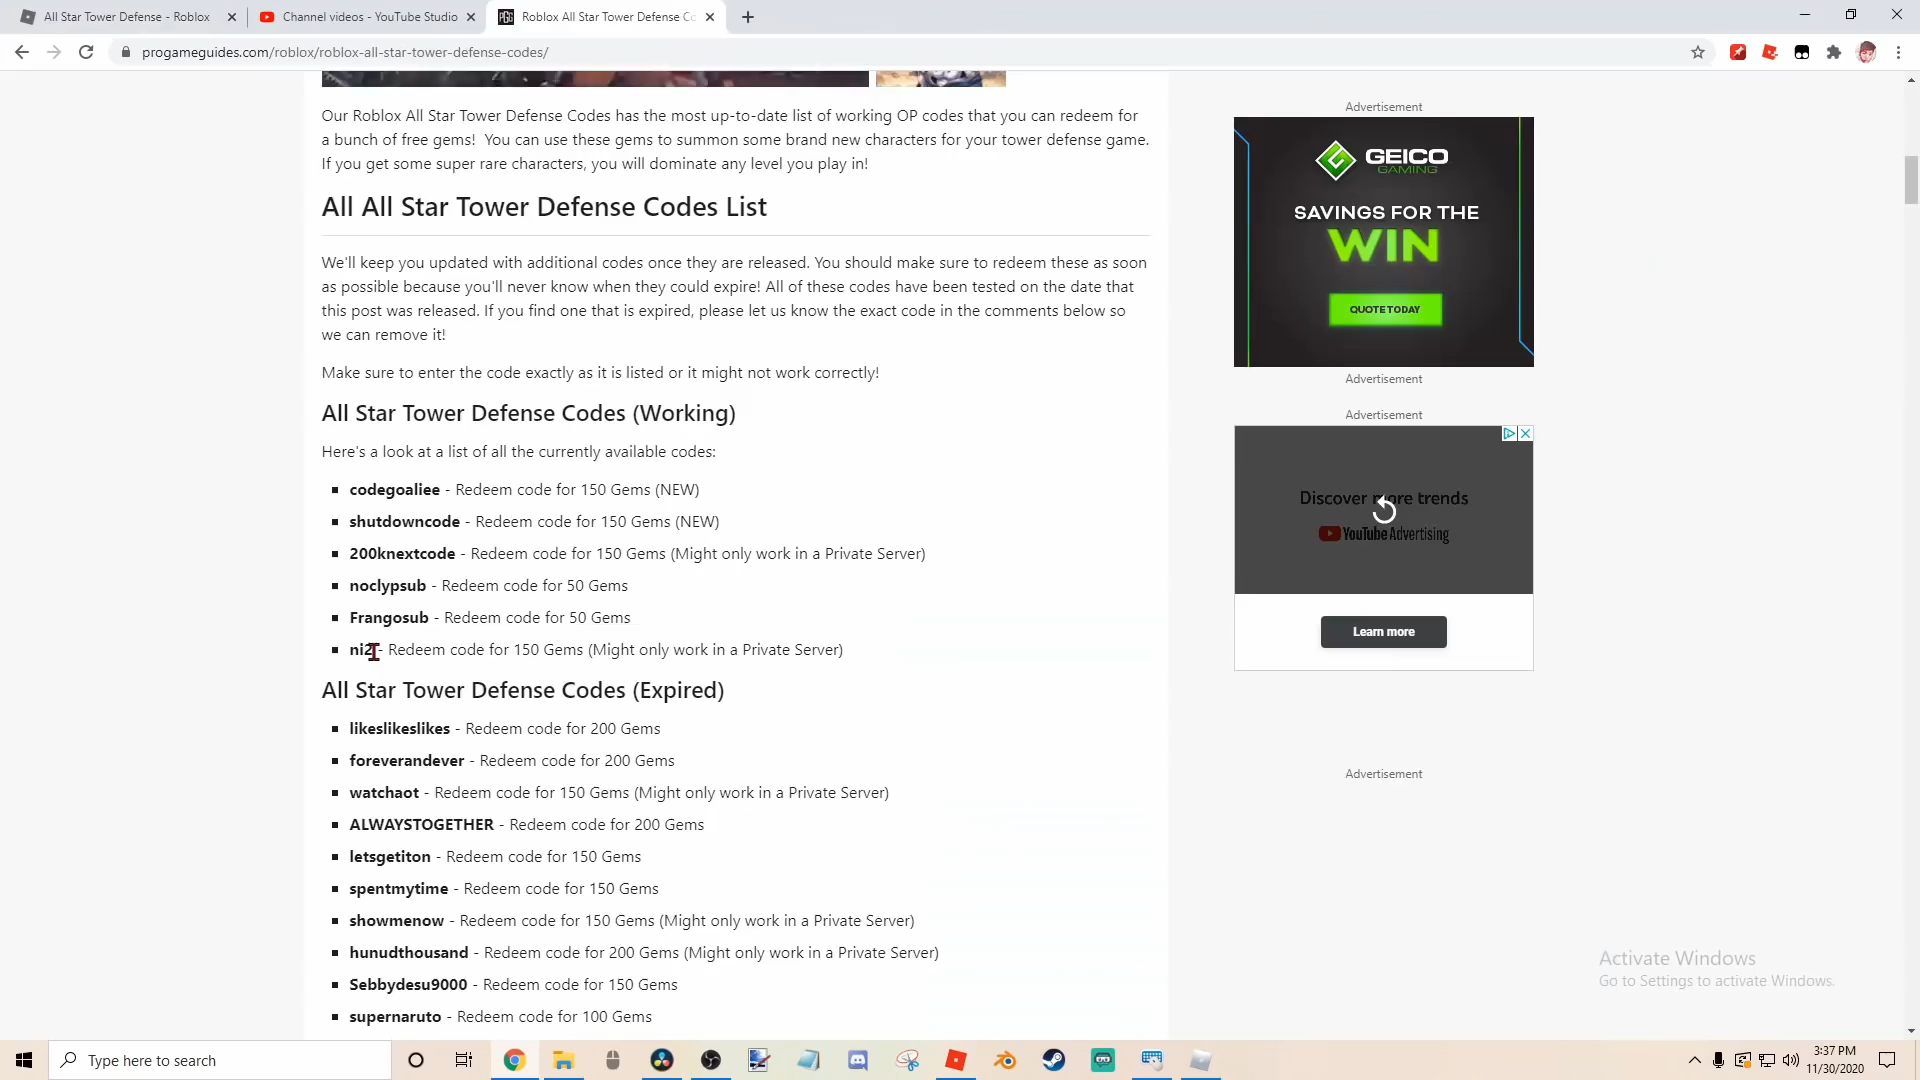 All Star Tower Defense - Roblox
Channel videos - YouTube Studio
PGG
Roblox All Star Tower Defense Co
progameguides.com/roblox/roblox-all-star-tower-defense-codes/
Our Roblox All Star Tower Defense Codes has the most up-to-date list of working OP codes that you can redeem for
a bunch of free gems! You can use these gems to summon some brand new characters for your tower defense game.
If you get some super rare characters, you will dominate any level you play in!
All All Star Tower Defense Codes List
We'll keep you updated with additional codes once they are released. You should make sure to redeem these as soon
as possible because you'll never know when they could expire! All of these codes have been tested on the date that
this post was released. If you find one that is expired, please let us know the exact code in the comments below so
we can remove it!
Make sure to enter the code exactly as it is listed or it might not work correctly!
All Star Tower Defense Codes (Working)
Here's a look at a list of all the currently available codes:
codegoaliee - Redeem code for 150 Gems (NEW)
shutdowncode - Redeem code for 150 Gems (NEW)
200knextcode - Redeem code for 150 Gems (Might only work in a Private Server)
noclypsub - Redeem code for 50 Gems
Frangosub - Redeem code for 50 Gems
ni2 - Redeem code for 150 Gems (Might only work in a Private Server)
All Star Tower Defense Codes (Expired)
likeslikeslikes - Redeem code for 200 Gems
foreverandever - Redeem code for 200 Gems
watchaot - Redeem code for 150 Gems (Might only work in a Private Server)
ALWAYSTOGETHER - Redeem code for 200 Gems
letsgetiton - Redeem code for 150 Gems
spentmytime - Redeem code for 150 Gems
showmenow - Redeem code for 150 Gems (Might only work in a Private Server)
hunudthousand - Redeem code for 200 Gems (Might only work in a Private Server)
Sebbydesu9000 - Redeem code for 150 Gems
supernaruto - Redeem code for 100 Gems
Advertisement
GEICO
GAMING
SAVINGS FOR THE
WIN
QUOTE TODAY
Advertisement
Advertisement
Discover more trends
YouTube Advertising
Learn more
Advertisement
Activate Windows
Go to Settings to activate Windows.
Type here to search
3:37 PM
11/30/2020